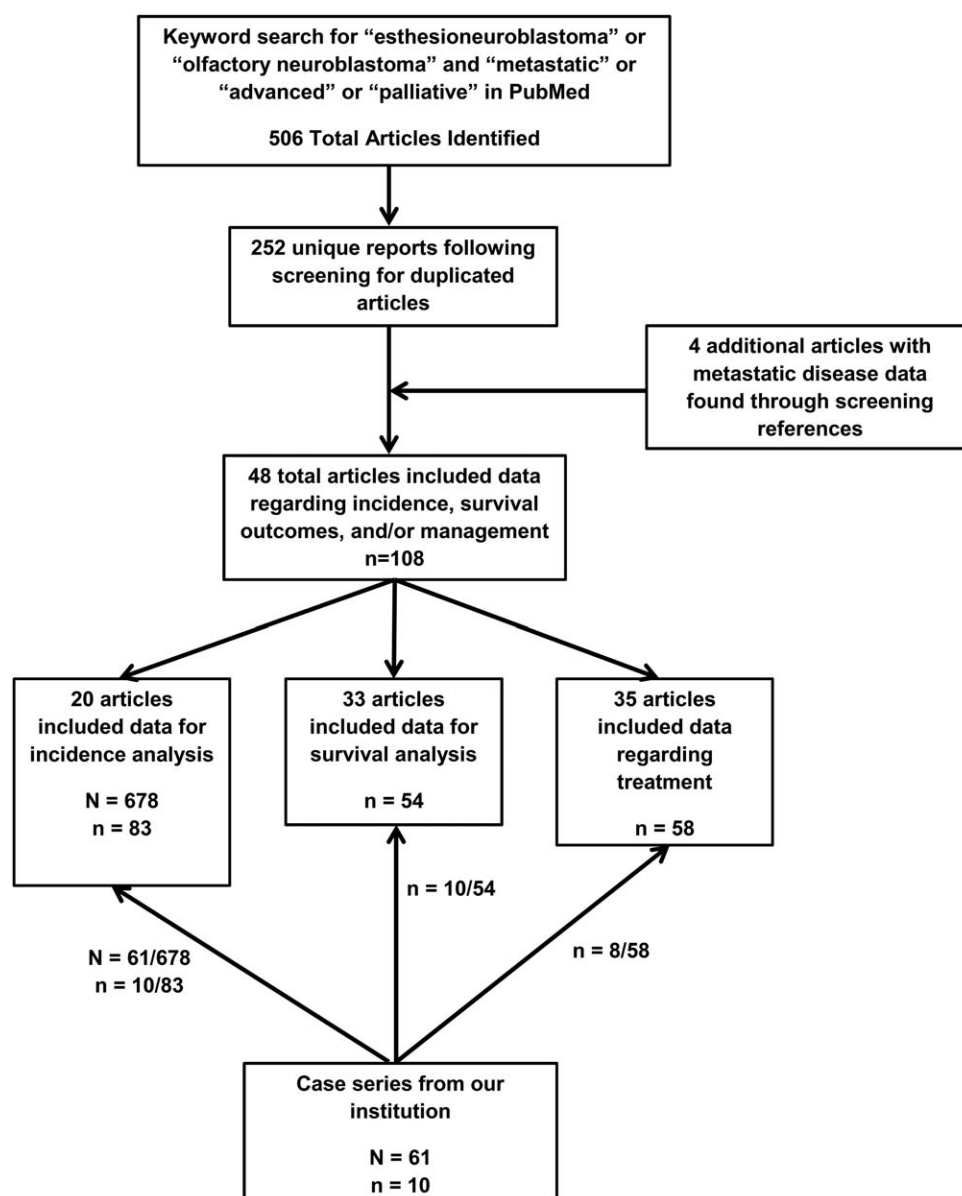 Keyword search for “esthesioneuroblastoma” or
“olfactory neuroblastoma” and “metastatic” or
“advanced” or “palliative” in PubMed
506 Total Articles Identified
252 unique reports following
screening for duplicated
articles
4 additional articles with
metastatic disease data
found through screening
references
48 total articles included data
regarding incidence, survival
outcomes, and/or management
n=108
20 articles
included data for
incidence analysis
N = 678
n = 83
33 articles
included data for
survival analysis
n = 54
35 articles
included data
regarding
treatment
n = 58
N = 61/678
n = 10/83
n = 10/54
n = 8/58
Case series from our
institution
N = 61
n = 10